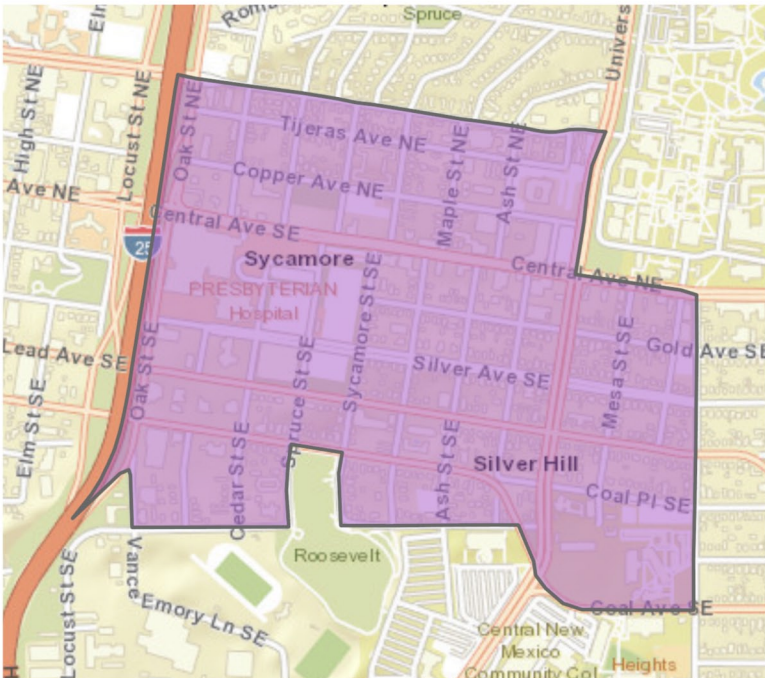 Spruce
Oak St NE
Locust St NE
High St NE
Tijeras Ave NE
Maple St NE
Ash St NE
Copper Ave NE
Ave NE
Central Ave SE
25
Sycamore
Central Ave NE
PRESBYTERIAN
Hospital
Sycamore St SE
Mesa St SE
Gold Ave SE
Lead Ave SE
Oak St SE
Spruce St SE
Silver Ave SE
Elm St SE
Cedar St SE
Ash St SE
Silver Hill
Coal Pl SE
Roosevelt
Locust St SE
Vance
Emory Ln SE
Coal Ave SE
Central New
Mexico
Community Col
Heights